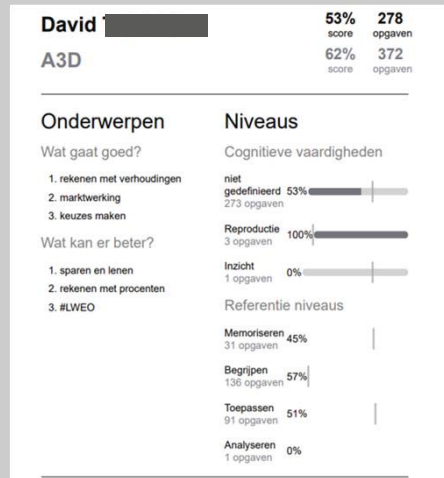 David
53% 278
score opgaven
A3D
62% 372
score opgaven
Onderwerpen
Wat gaat goed?
1. rekenen met verhoudingen
2. marktwerking
3. keuzes maken
Wat kan er beter?
1. sparen en lenen
2. rekenen met procenten
3. #LWEO
Niveaus
Cognitieve vaardigheden
niet
gedefinieerd 53%
273 opgaven
Reproductie 100%
3 opgaven
Inzicht 0%
1 opgaven
Referentie niveaus
Memoriseren 45%
31 opgaven
Begrijpen 57%
136 opgaven
Toepassen 51%
91 opgaven
Analyseren 0%
1 opgaven